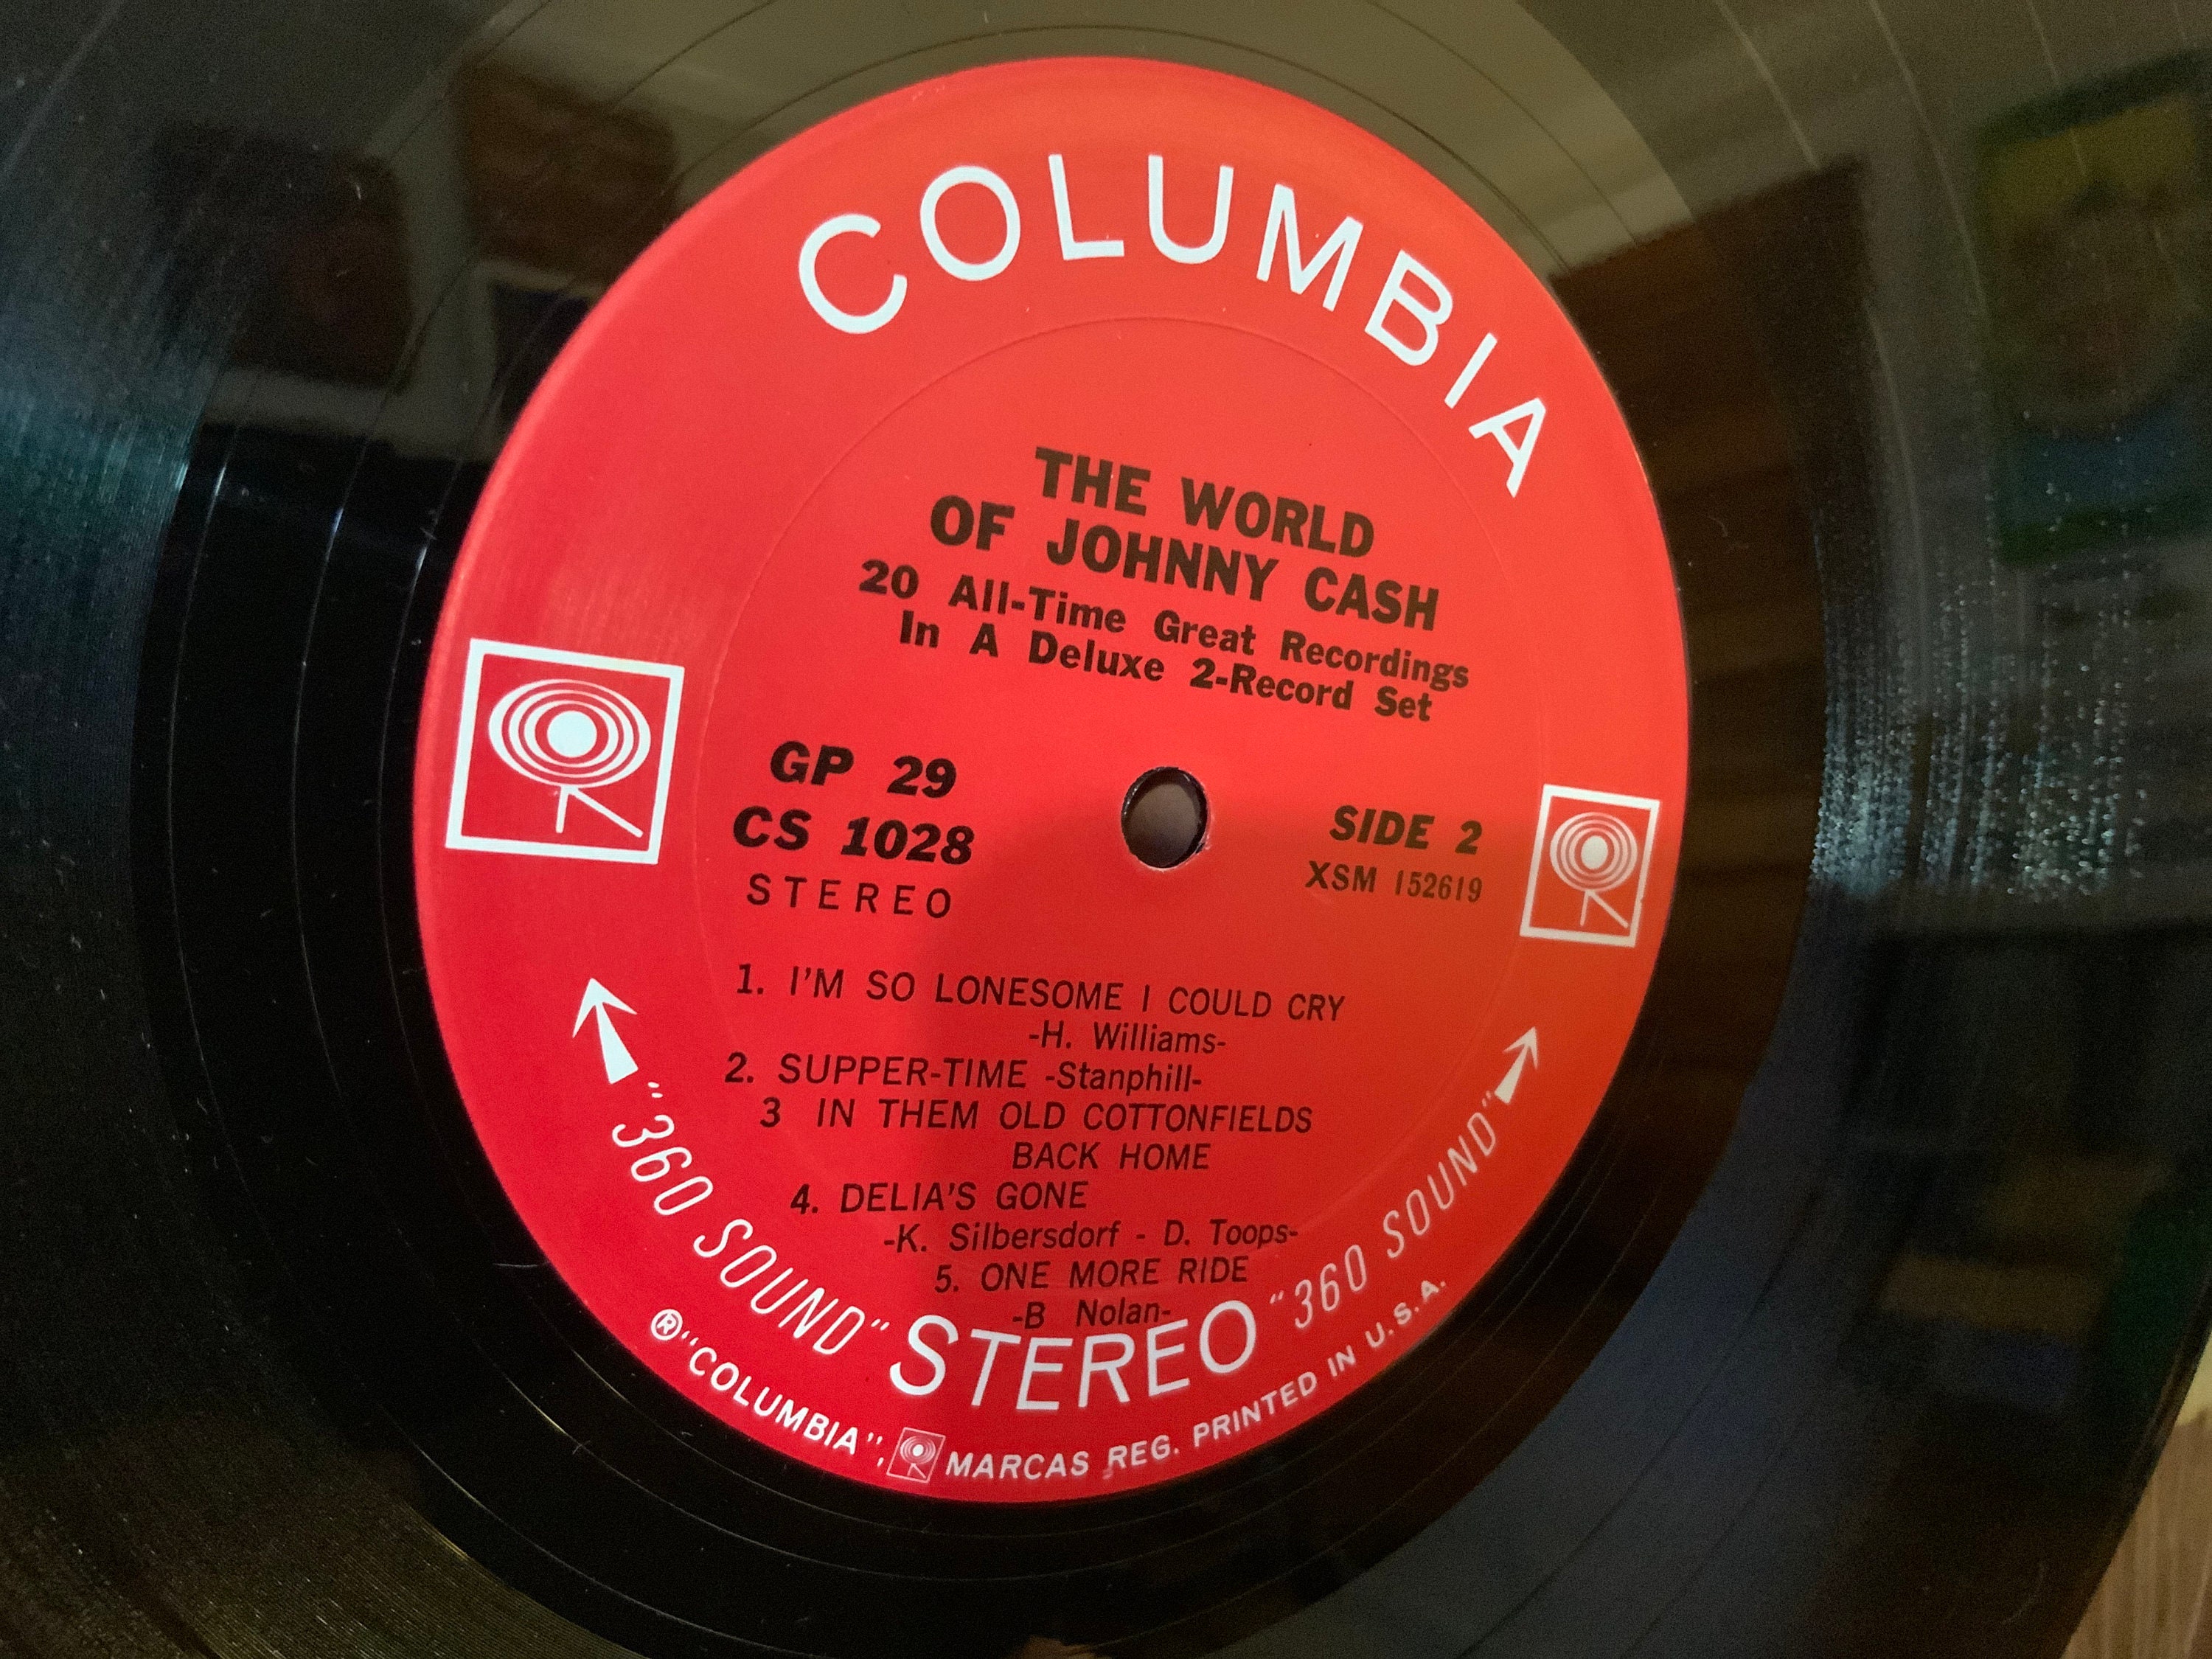 COLUMBIA
THE WORLD
OF JOHNNY CASH
20 All-Time Great Recordings
In A Deluxe 2-Record Set
GP 29
CS 1028
STEREO
SIDE 2
XSM 152619
1. I'M SO LONESOME I COULD CRY
-H. Williams-
2. SUPPER-TIME -Stanphill-
3 IN THEM OLD COTTONFIELDS
BACK HOME
4. DELIA'S GONE
-K. Silbersdorf - D. Toops-
5. ONE MORE RIDE
-B Nolan-
"360 SOUND" STEREO "360 SOUND"
® "COLUMBIA", MARCAS REG. PRINTED IN U.S.A.